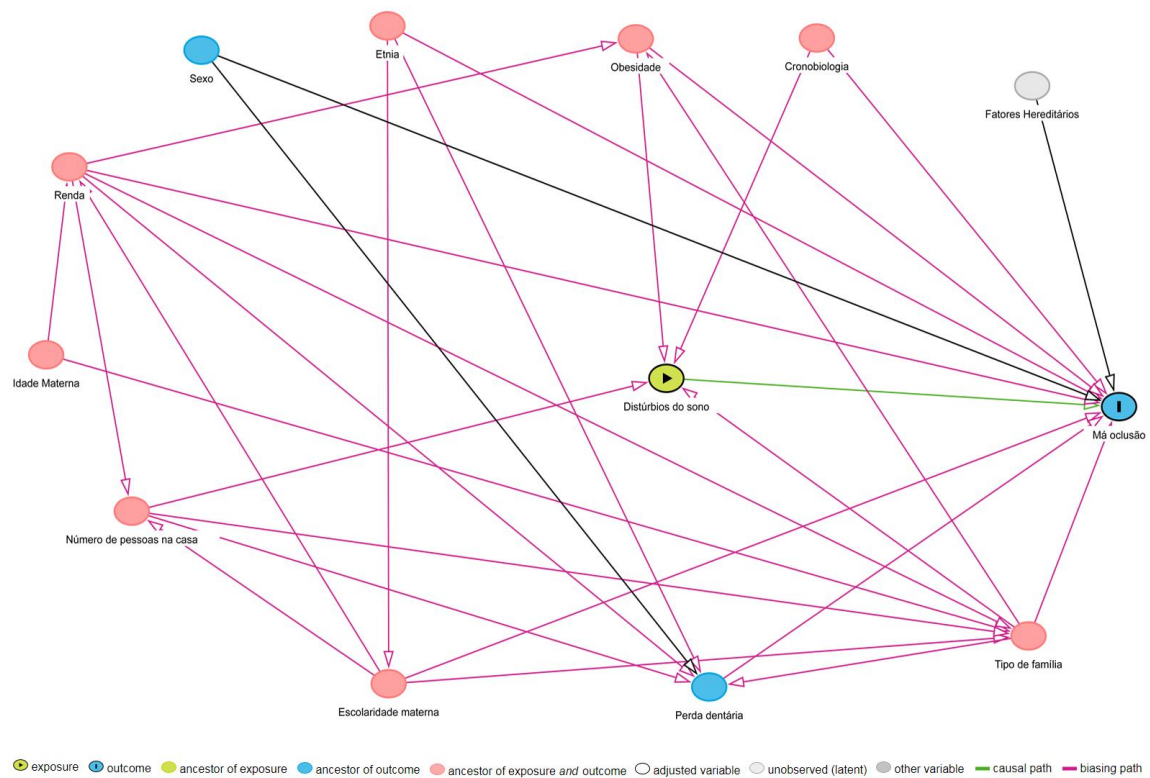 Etnia
Sexo
Obesidade
Cronobiologia
Fatores Hereditários
Renda
Idade Materna
Distúrbios do sono
Má oclusão
Número de pessoas na casa
Tipo de família
Escolaridade materna
Perda dentária
exposure outcome ancestor of exposure ancestor of outcome ancestor of exposure and outcome adjusted variable unobserved (latent) other variable causal path biasing path